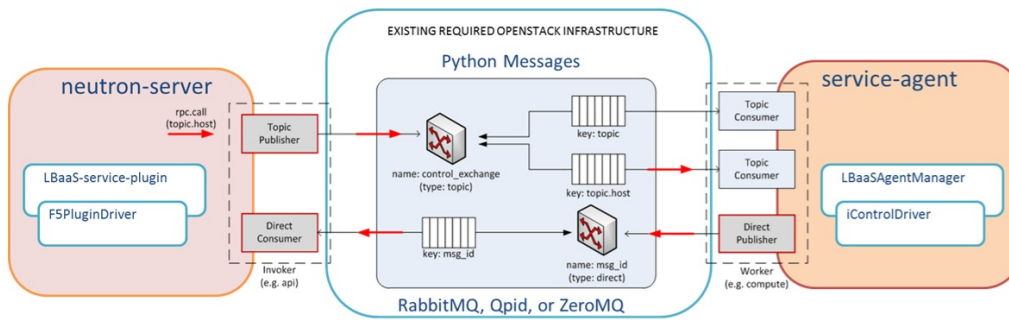 EXISTING REQUIRED OPENSTACK INFRASTRUCTURE
Python Messages
neutron-server
rpc.call
(topic.host)
Topic
Publisher
LBaaS-service-plugin
F5PluginDriver
Direct
Consumer
Invoker
(e.g. api)
name: control_exchange
(type: topic)
key: topic
key: topic.host
key: msg_id
name: msg_id
(type: direct)
RabbitMQ, Qpid, or ZeroMQ
service-agent
Topic
Consumer
Topic
Consumer
LBaaSAgentManager
iControlDriver
Direct
Publisher
Worker
(e.g. compute)